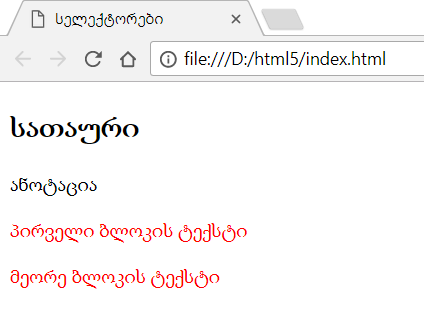 სელექტორები
file:///D:/html5/index.html
სათაური
ანოტაცია
პირველი ბლოკის ტექსტი
მეორე ბლოკის ტექსტი